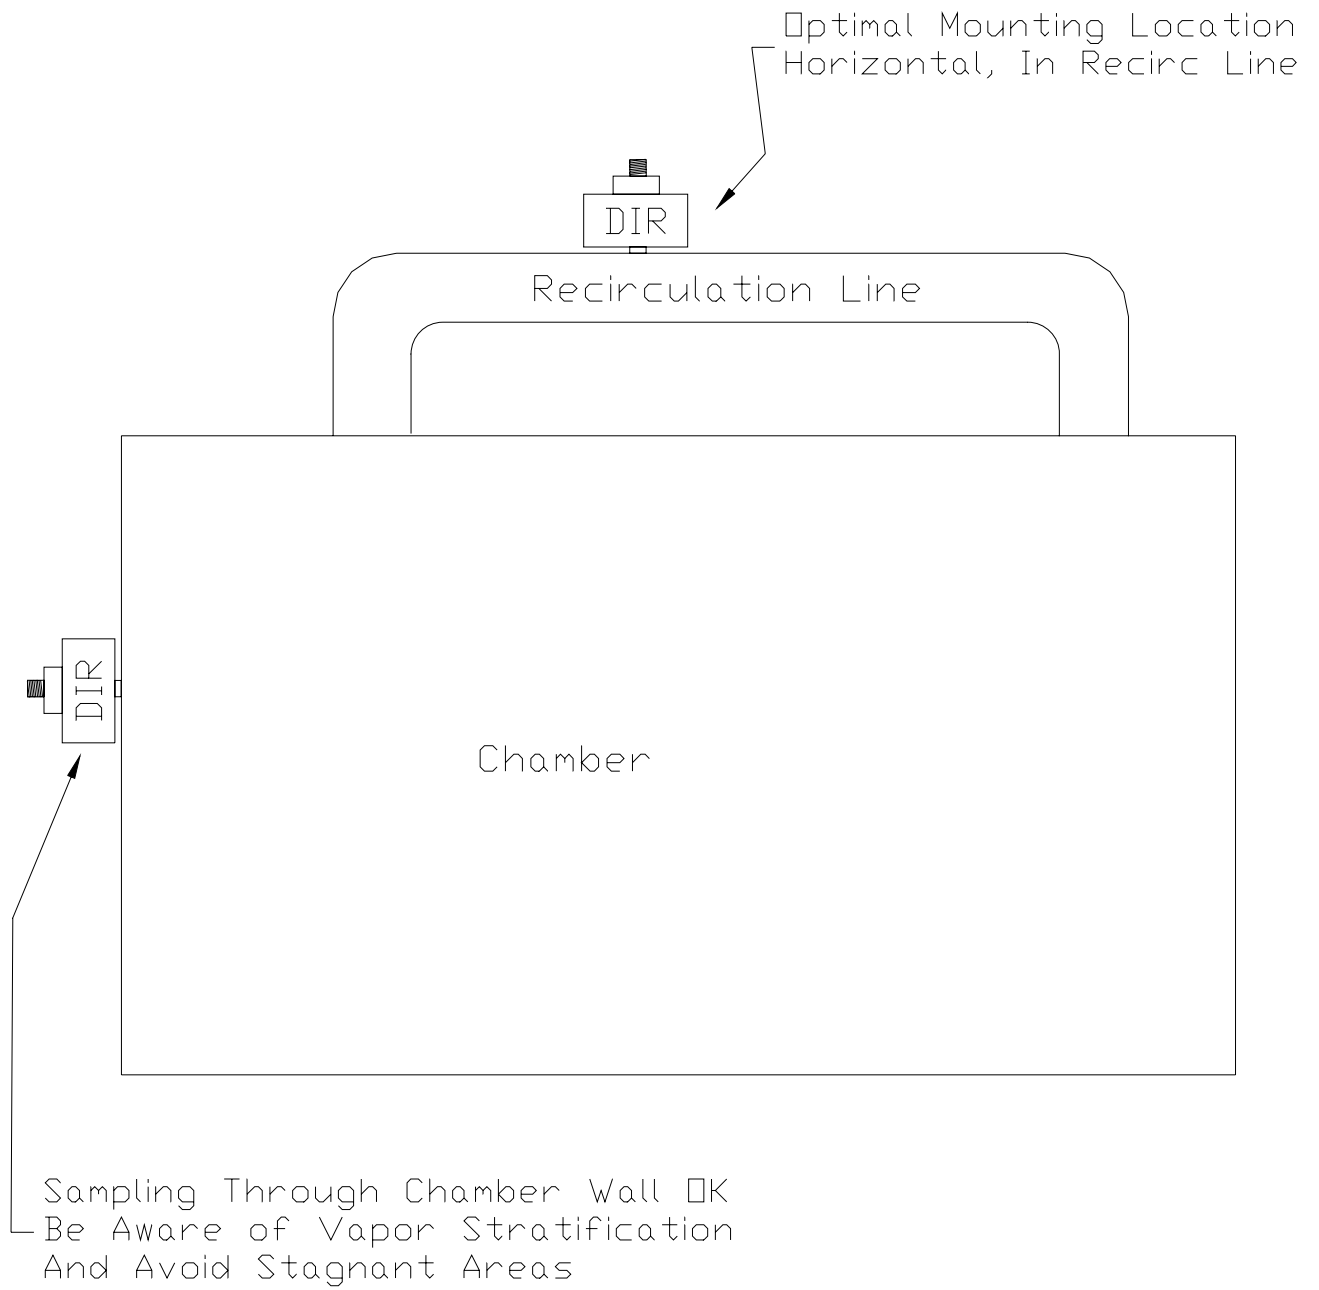 Optimal Mounting Location
Horizontal, In Recirc Line
DIR
Recirculation Line
DIR
Chamber
Sampling Through Chamber Wall OK
Be Aware of Vapor Stratification
And Avoid Stagnant Areas